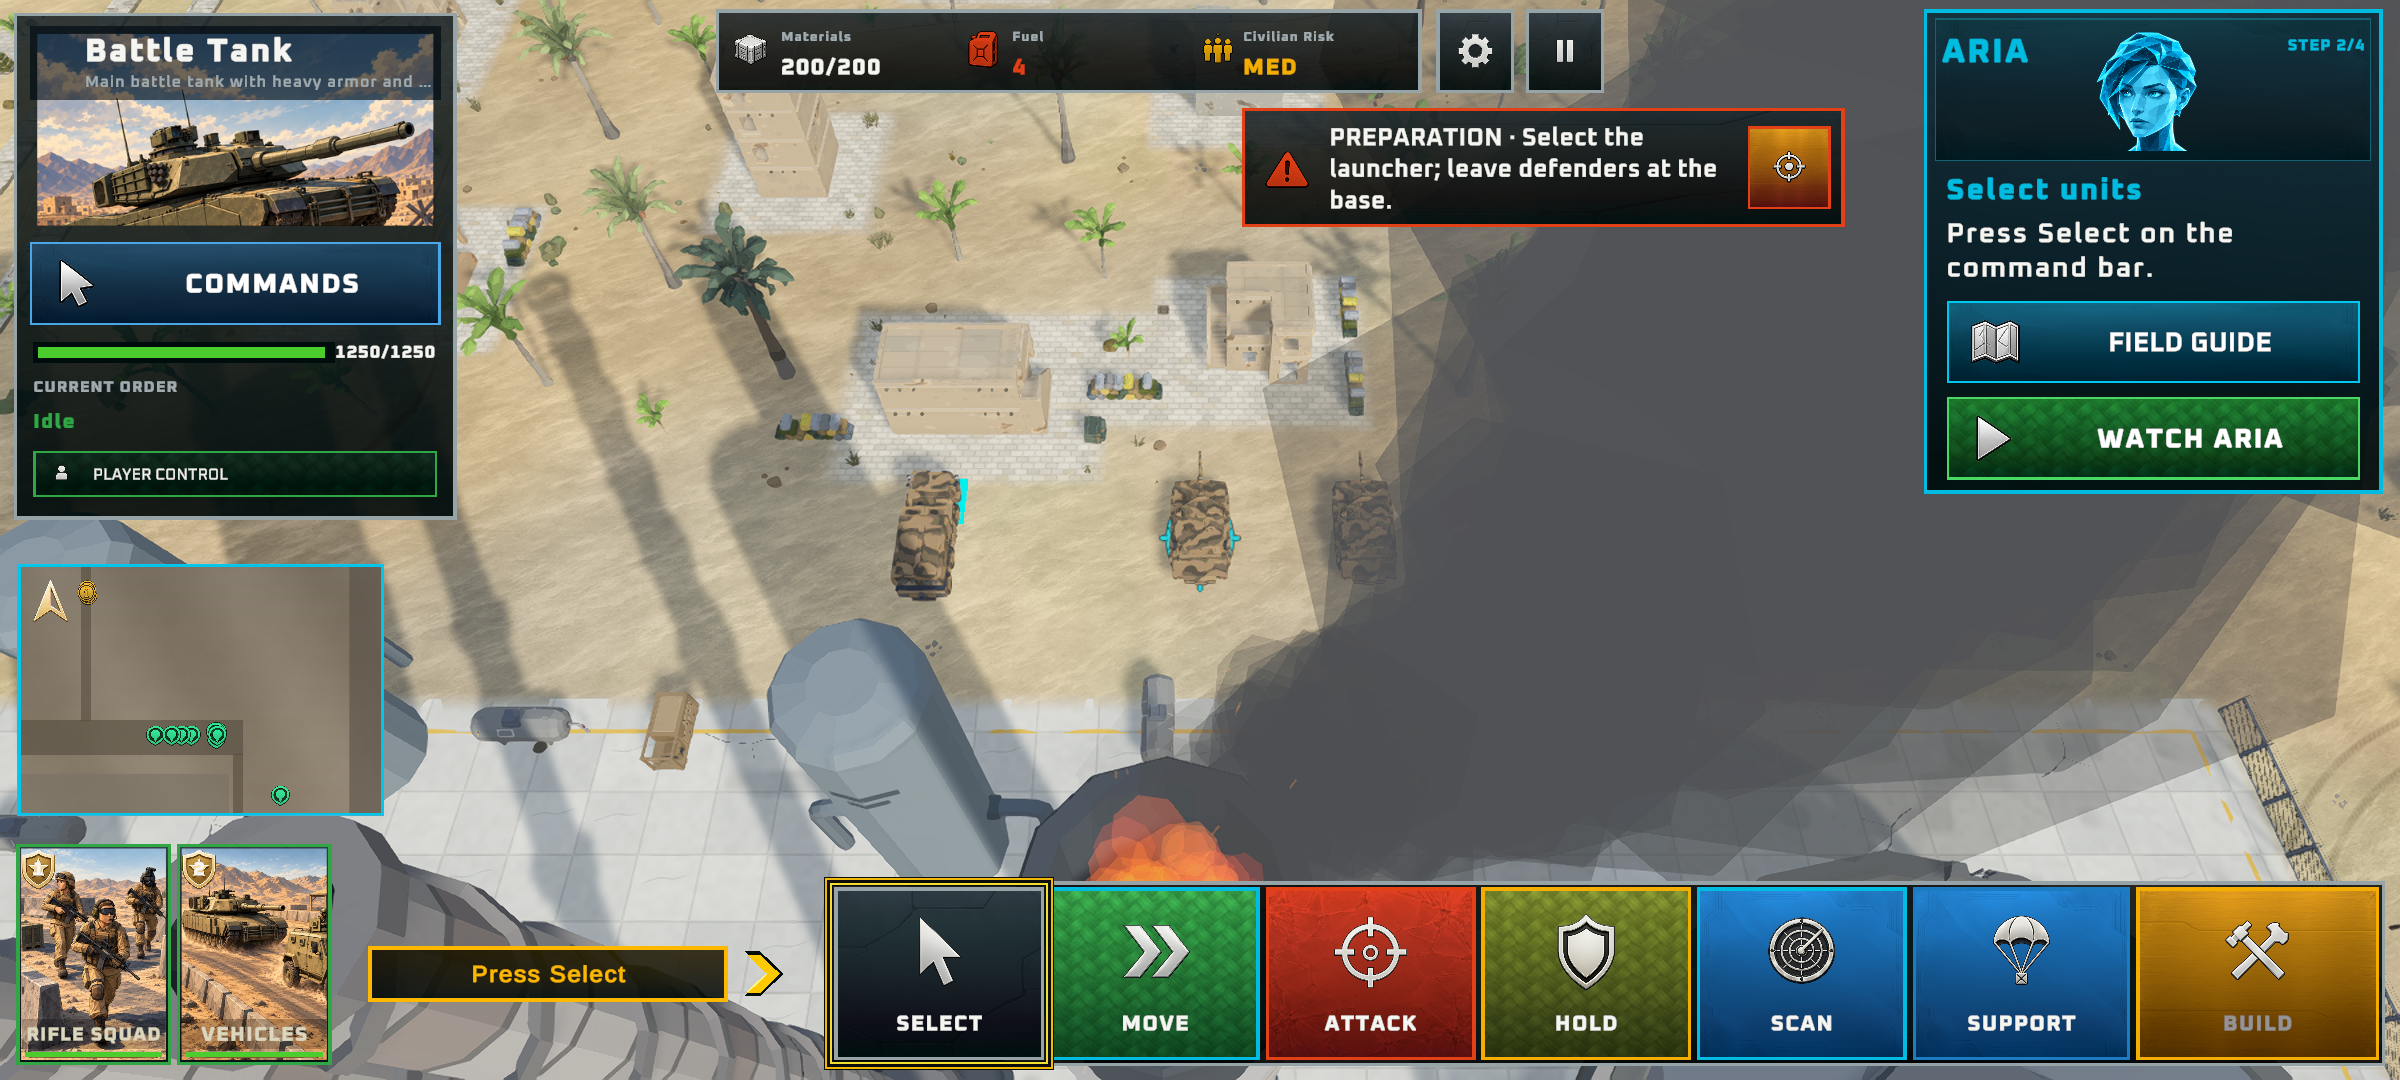 Battle Tank
Main battle tank with heavy armor and ...
COMMANDS
1250/1250
CURRENT ORDER
Idle
PLAYER CONTROL
Materials
200/200
Fuel
4
Civilian Risk
MED
PREPARATION · Select the
launcher; leave defenders at the
base.
ARIA
STEP 2/4
Select units
Press Select on the
command bar.
FIELD GUIDE
WATCH ARIA
RIFLE SQUAD
VEHICLES
Press Select
SELECT
MOVE
ATTACK
HOLD
SCAN
SUPPORT
BUILD